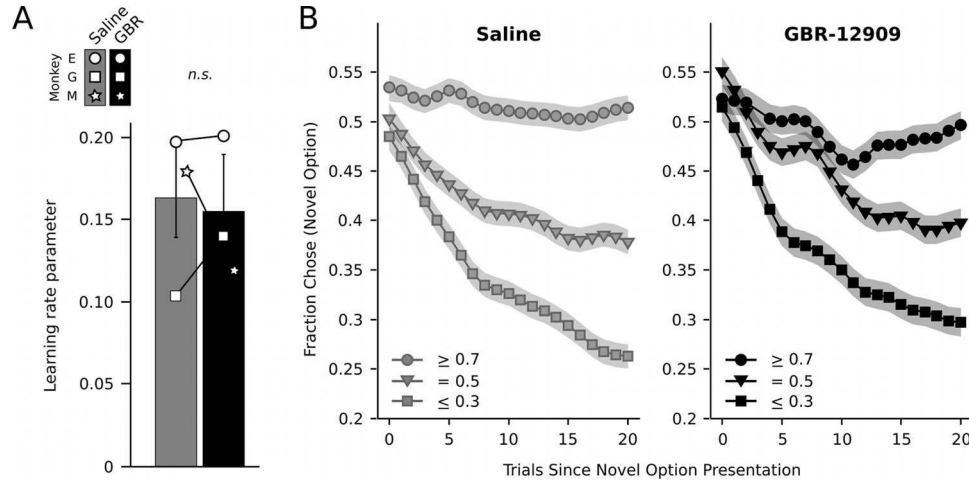 A
Saline
GBR
Monkey
E
G
M
n.s.
0.20
0.15
0.10
0.05
0
Learning rate parameter
B
Saline
GBR-12909
0.55
0.5
0.45
0.4
0.35
0.3
0.25
0.2
Fraction Chose (Novel Option)
≥ 0.7
= 0.5
≤ 0.3
0 5 10 15 20
0.55
0.5
0.45
0.4
0.35
0.3
0.25
0.2
≥ 0.7
= 0.5
≤ 0.3
0 5 10 15 20
Trials Since Novel Option Presentation